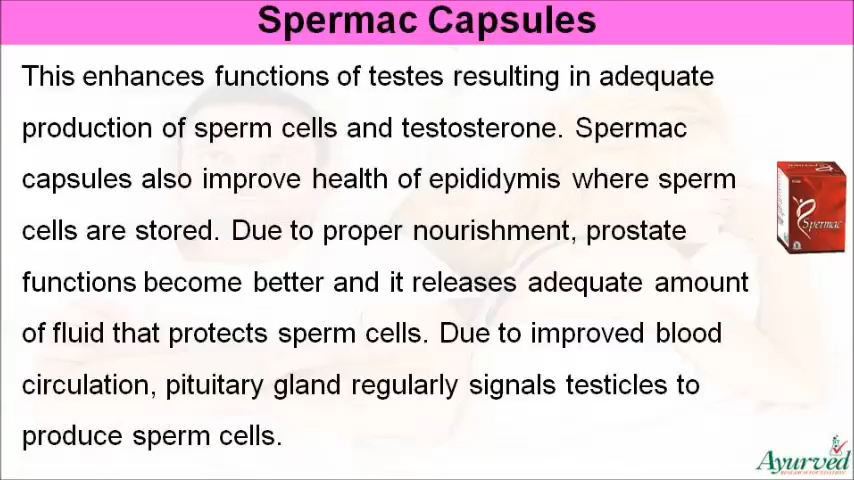 Spermac Capsules
This enhances functions of testes resulting in adequate
production of sperm cells and testosterone. Spermac
capsules also improve health of epididymis where sperm
cells are stored. Due to proper nourishment, prostate
functions become better and it releases adequate amount
of fluid that protects sperm cells. Due to improved blood
circulation, pituitary gland regularly signals testicles to
produce sperm cells.
Spermac
Ayurved
RESEARCH FOUNDATION